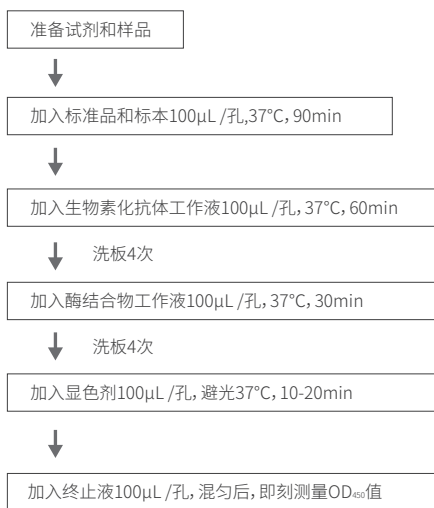 准备试剂和样品
加入标准品和标本100μL /孔,37°C，90min
加入生物素化抗体工作液100μL /孔，37°C，60min
洗板4次
加入酶结合物工作液100μL /孔，37°C，30min
洗板4次
加入显色剂100μL /孔，避光37°C，10-20min
加入终止液100μL /孔，混匀后，即刻测量OD₄₅₀值